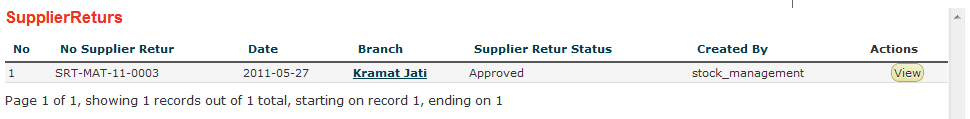 SupplierReturs
No No Supplier Retur Date Branch Supplier Retur Status Created By Actions
1 SRT-MAT-11-0003 2011-05-27 Kramat Jati Approved stock_management View
Page 1 of 1, showing 1 records out of 1 total, starting on record 1, ending on 1